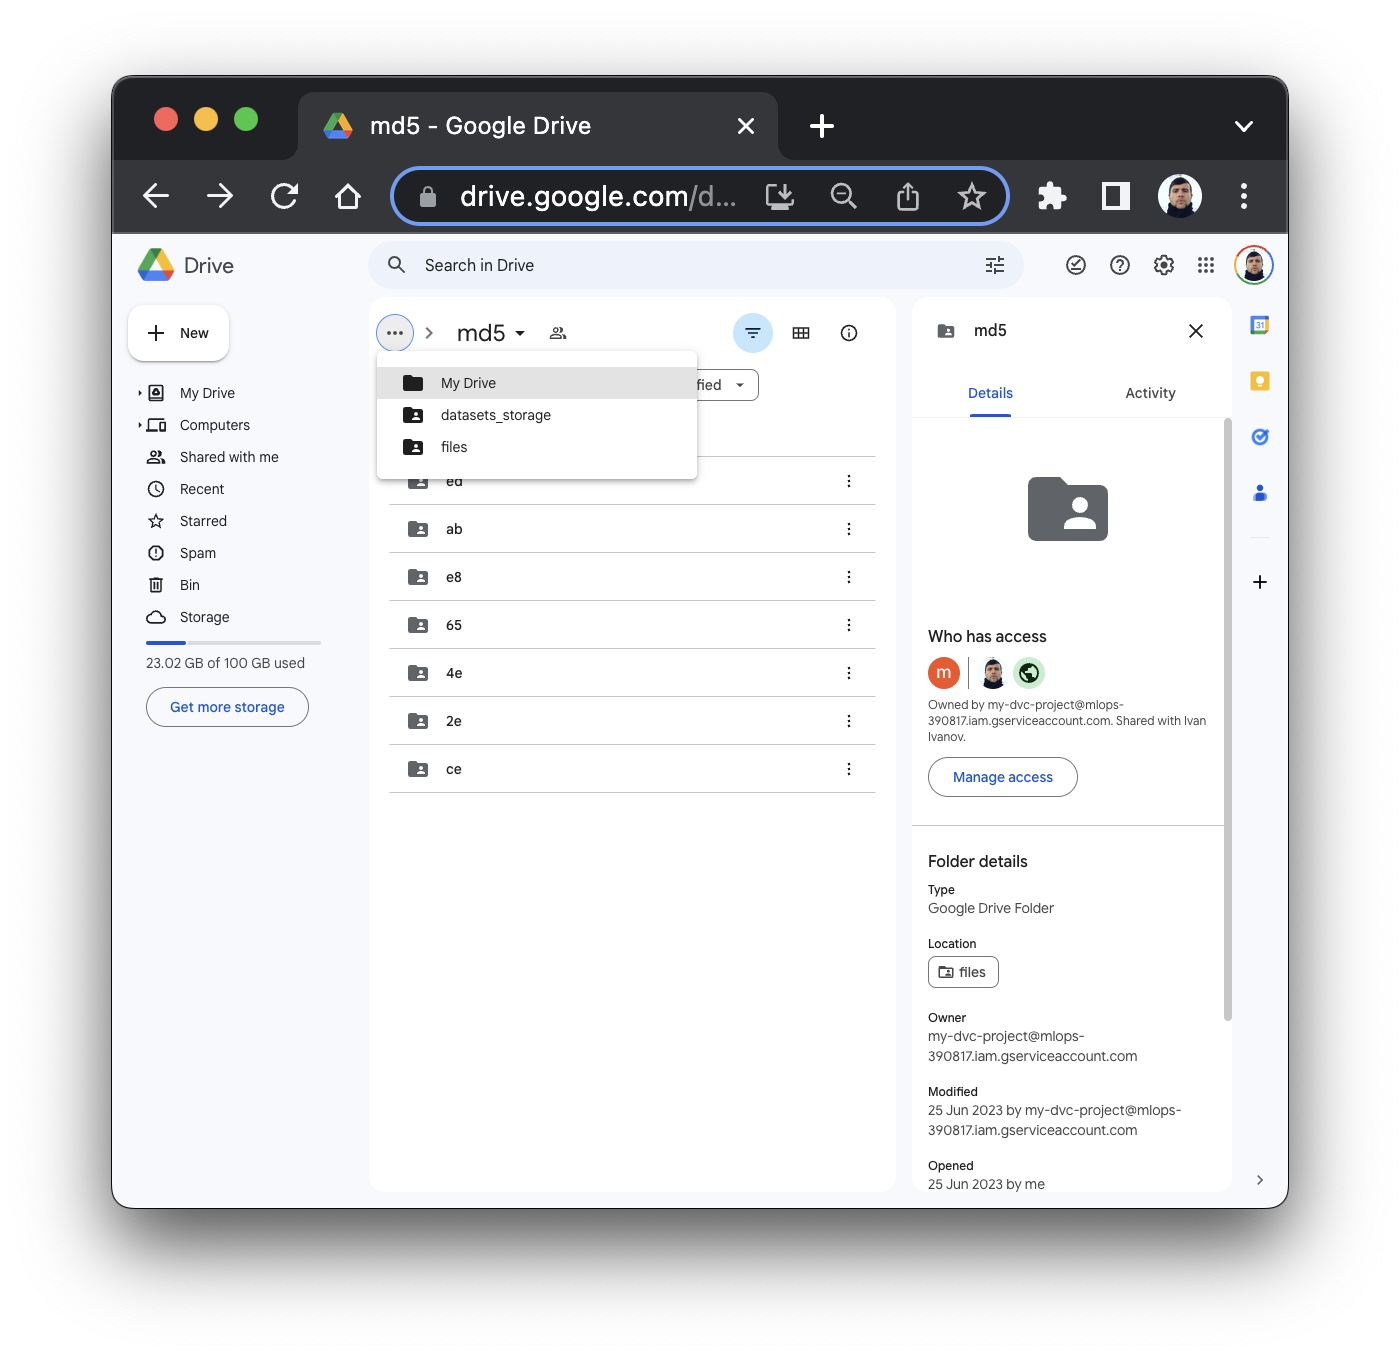 md5 - Google Drive
drive.google.com/d...
Drive
Search in Drive
New
My Drive
Computers
Shared with me
Recent
Starred
Spam
Bin
Storage
23.02 GB of 100 GB used
Get more storage
md5
My Drive
datasets_storage
files
fied
ed
ab
e8
65
4e
2e
ce
md5
Details
Activity
Who has access
m
Owned by my-dvc-project@mlops-
390817.iam.gserviceaccount.com. Shared with Ivan
Ivanov.
Manage access
Folder details
Type
Google Drive Folder
Location
files
Owner
my-dvc-project@mlops-
390817.iam.gserviceaccount.com
Modified
25 Jun 2023 by my-dvc-project@mlops-
390817.iam.gserviceaccount.com
Opened
25 Jun 2023 by me
31